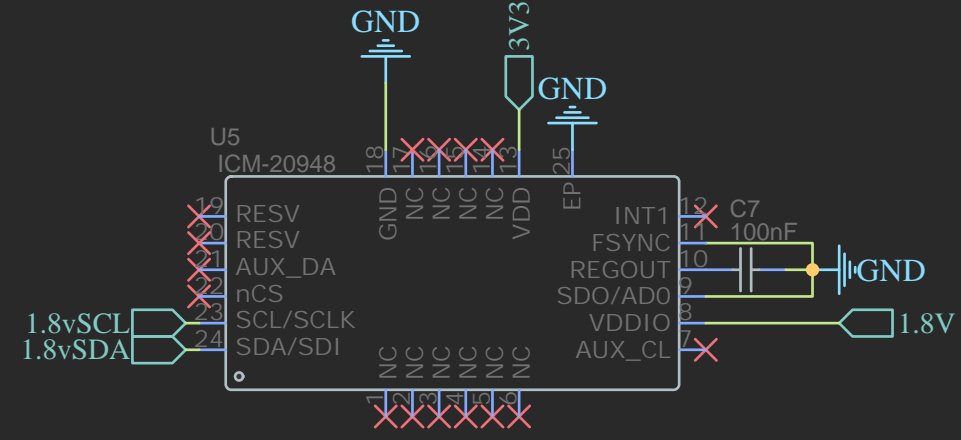 GND
3V3
GND
U5
ICM-20948
18
17
16
15
14
13
25
GND
NC
NC
NC
NC
VDD
EP
19
RESV
20
RESV
21
AUX_DA
22
nCS
1.8vSCL
23
SCL/SCLK
1.8vSDA
24
SDA/SDI
INT1
12
C7
100nF
FSYNC
11
REGOUT
10
GND
SDO/AD0
9
VDDIO
8
1.8V
AUX_CL
7
NC
NC
NC
NC
NC
NC
1
2
3
4
5
6